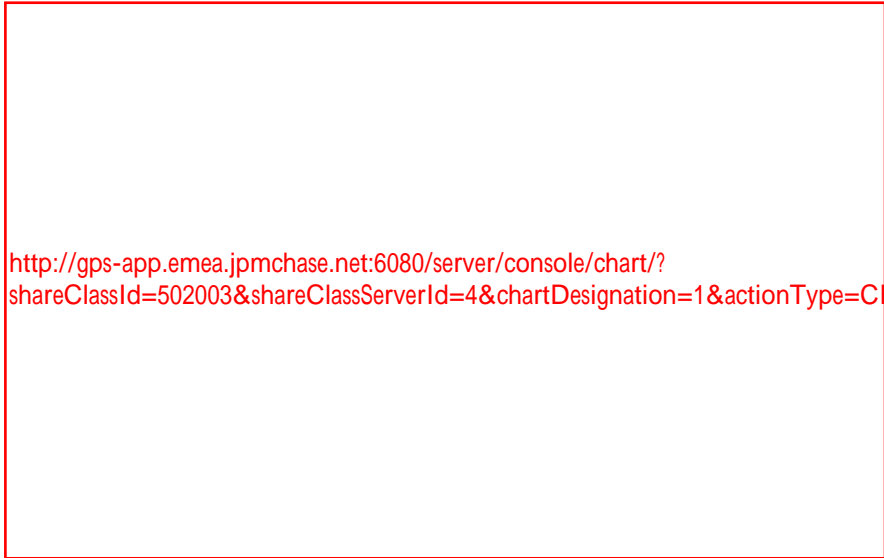 http://gps-app.emea.jpmchase.net:6080/server/console/chart/?
shareClassId=502003&shareClassServerId=4&chartDesignation=1&actionType=